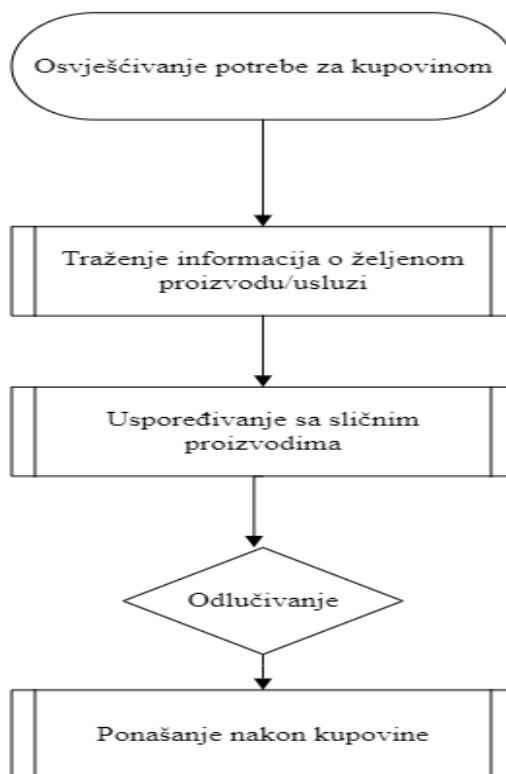 Osvješćivanje potrebe za kupovinom
Traženje informacija o željenom
proizvodu/usluzi
Uspoređivanje sa sličnim
proizvodima
Odlučivanje
Ponašanje nakon kupovine